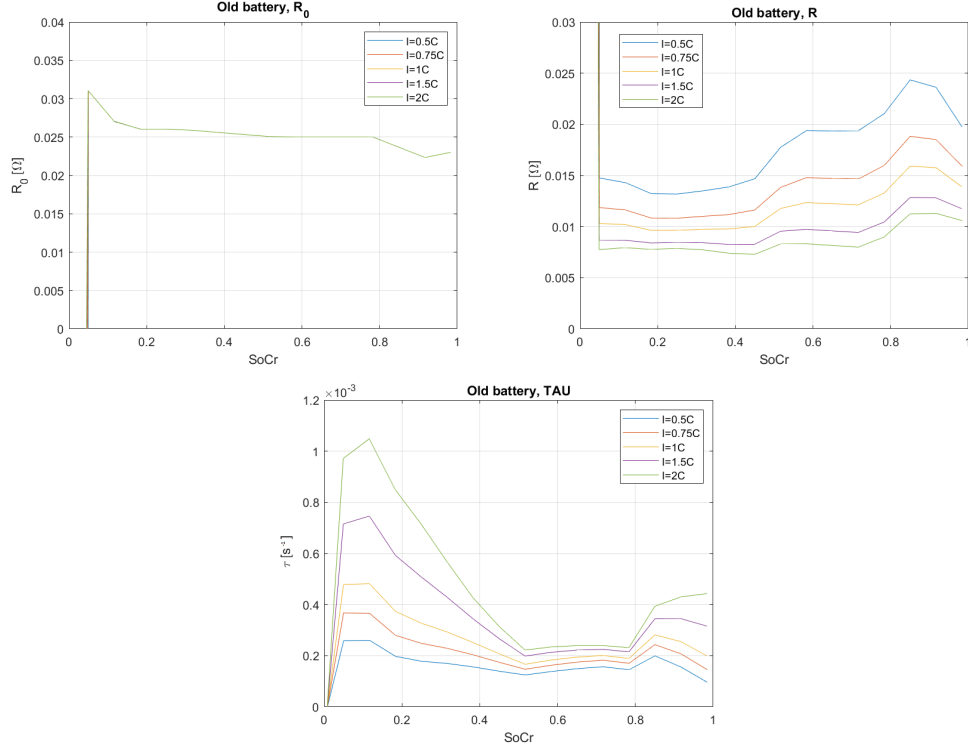 Old battery, R0
0.04
0.035
0.03
0.025
0.02
0.015
0.01
0.005
0
R0 [Ω]
0 0.2 0.4 0.6 0.8 1
SoCr
I=0.5C
I=0.75C
I=1C
I=1.5C
I=2C
Old battery, R
0.03
0.025
0.02
0.015
0.01
0.005
0
R [Ω]
0 0.2 0.4 0.6 0.8 1
SoCr
I=0.5C
I=0.75C
I=1C
I=1.5C
I=2C
Old battery, TAU
×10-3
1.2
1
0.8
0.6
0.4
0.2
0
τ [s-1]
0 0.2 0.4 0.6 0.8 1
SoCr
I=0.5C
I=0.75C
I=1C
I=1.5C
I=2C